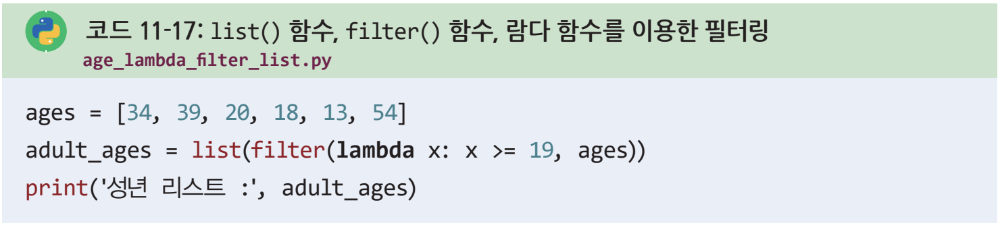 코드 11-17: list() 함수, filter() 함수, 람다 함수를 이용한 필터링
age_lambda_filter_list.py
ages = [34, 39, 20, 18, 13, 54]
adult_ages = list(filter(lambda x: x >= 19, ages))
print('성년 리스트 :', adult_ages)